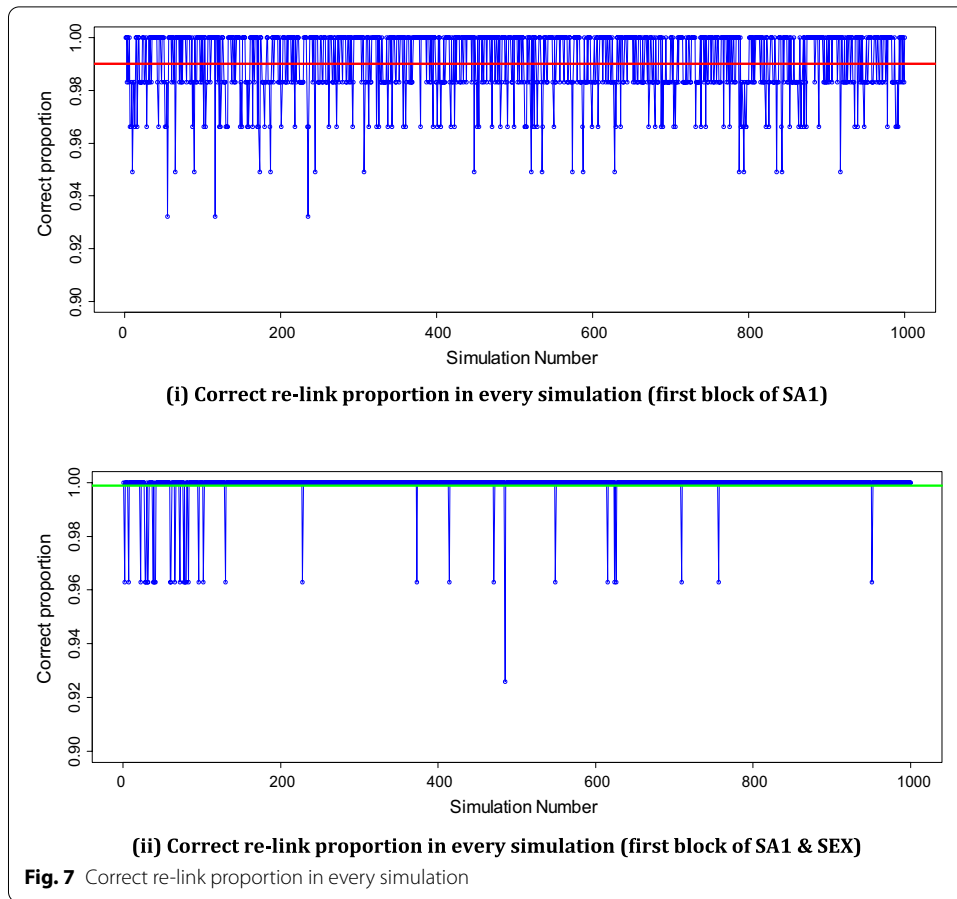 1.00
0.98
0.96
0.94
0.92
0.90
Correct proportion
0 200 400 600 800 1000
Simulation Number
(i) Correct re-link proportion in every simulation (first block of SA1)
1.00
0.98
0.96
0.94
0.92
0.90
Correct proportion
0 200 400 600 800 1000
Simulation Number
(ii) Correct re-link proportion in every simulation (first block of SA1 & SEX)
Fig. 7 Correct re-link proportion in every simulation